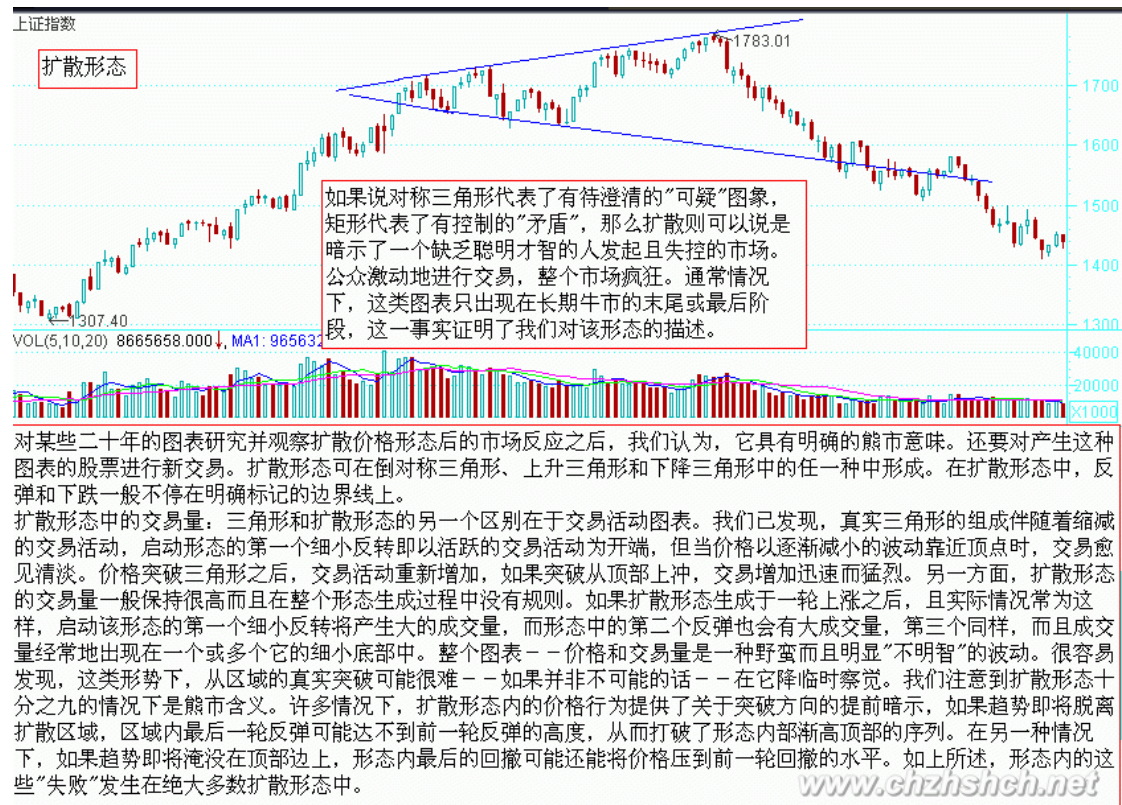 上证指数
扩散形态
1783.01
1700
1600
1500
1400
1300
如果说对称三角形代表了有待澄清的"可疑"图象，
矩形代表了有控制的"矛盾"，那么扩散则可以说是
暗示了一个缺乏聪明才智的人发起且失控的市场。
公众激动地进行交易，整个市场疯狂。通常情况
下，这类图表只出现在长期牛市的末尾或最后阶
段，这一事实证明了我们对该形态的描述。
1307.40
VOL(5,10,20) 8665658.000↓, MA1: 965632
40000
20000
X1000
对某些二十年的图表研究并观察扩散价格形态后的市场反应之后，我们认为，它具有明确的熊市意味。还要对产生这种
图表的股票进行新交易。扩散形态可在倒对称三角形、上升三角形和下降三角形中的任一种中形成。在扩散形态中，反
弹和下跌一般不停在明确标记的边界线上。
扩散形态中的交易量：三角形和扩散形态的另一个区别在于交易活动图表。我们已发现，真实三角形的组成伴随着缩减
的交易活动，启动形态的第一个细小反转即以活跃的交易活动为开端，但当价格以逐渐减小的波动靠近顶点时，交易愈
见清淡。价格突破三角形之后，交易活动重新增加，如果突破从顶部上冲，交易增加迅速而猛烈。另一方面，扩散形态
的交易量一般保持很高而且在整个形态生成过程中没有规则。如果扩散形态生成于一轮上涨之后，且实际情况常为这
样，启动该形态的第一个细小反转将产生大的成交量，而形态中的第二个反弹也会有大成交量，第三个同样，而且成交
量经常地出现在一个或多个它的细小底部中。整个图表－－价格和交易量是一种野蛮而且明显"不明智"的波动。很容易
发现，这类形势下，从区域的真实突破可能很难－－如果并非不可能的话－－在它降临时察觉。我们注意到扩散形态十
分之九的情况下是熊市含义。许多情况下，扩散形态内的价格行为提供了关于突破方向的提前暗示，如果趋势即将脱离
扩散区域，区域内最后一轮反弹可能达不到前一轮反弹的高度，从而打破了形态内部渐高顶部的序列。在另一种情况
下，如果趋势即将淹没在顶部边上，形态内最后的回撤可能还能将价格压到前一轮回撤的水平。如上所述，形态内的这
些"失败"发生在绝大多数扩散形态中。
www.chzhshch.net